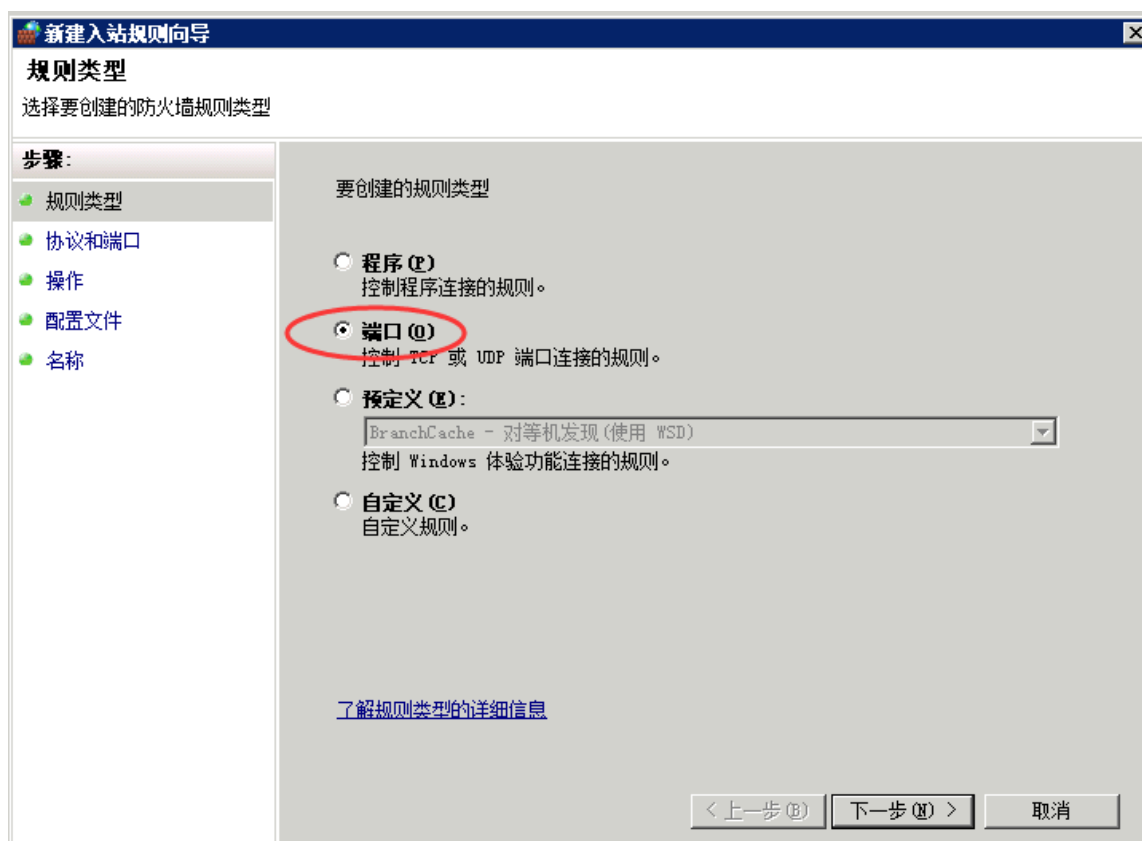 新建入站规则向导
规则类型
选择要创建的防火墙规则类型
步骤:
规则类型
协议和端口
操作
配置文件
名称
要创建的规则类型
程序(P)
控制程序连接的规则。
端口(O)
控制 TCP 或 UDP 端口连接的规则。
预定义(E):
BranchCache - 对等机发现(使用 WSD)
控制 Windows 体验功能连接的规则。
自定义(C)
自定义规则。
了解规则类型的详细信息
< 上一步(B)
下一步(N) >
取消